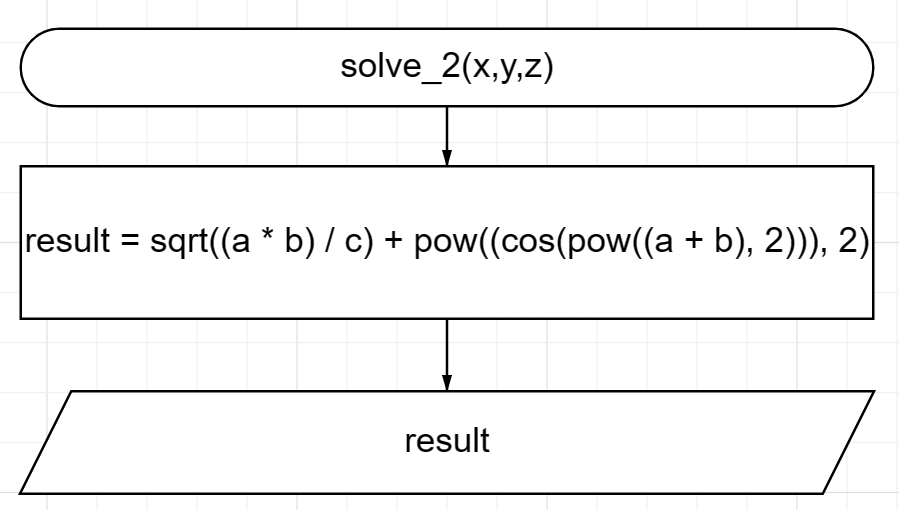 solve_2(x,y,z)
result = sqrt((a * b) / c) + pow((cos(pow((a + b), 2))), 2)
result